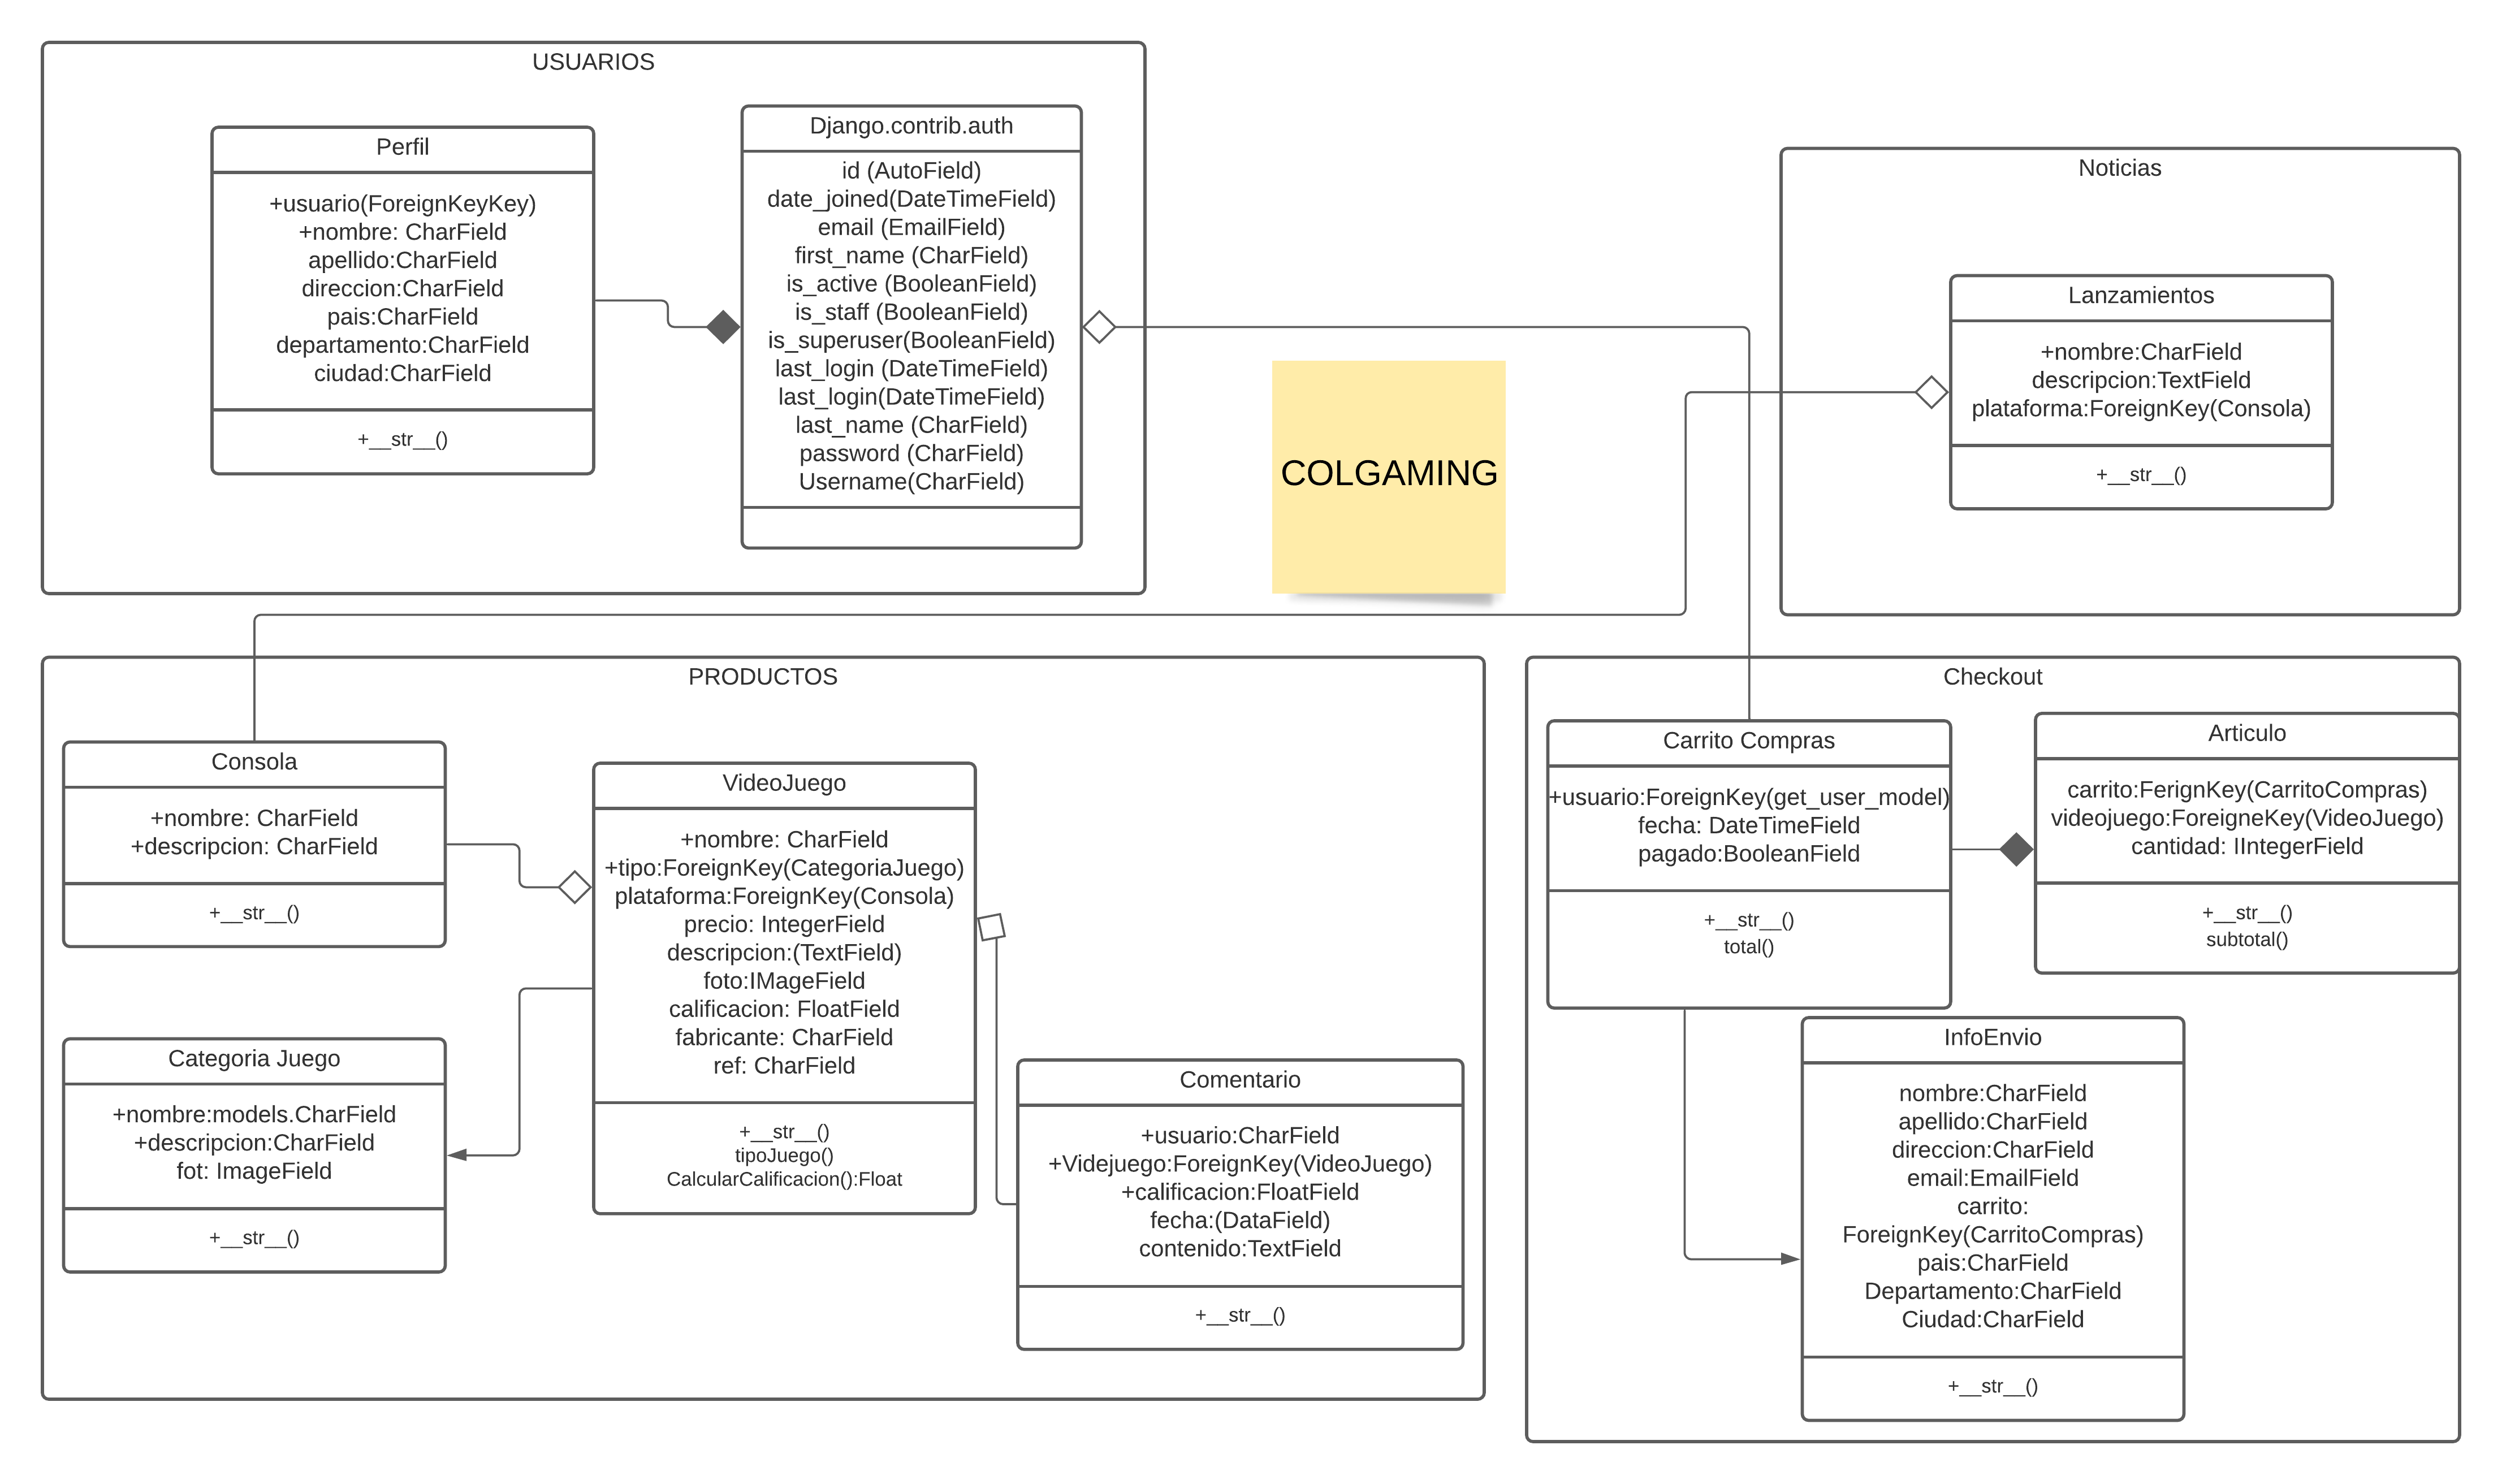 USUARIOS
Perfil
+usuario(ForeignKeyKey)
+nombre: CharField
apellido:CharField
direccion:CharField
pais:CharField
departamento:CharField
ciudad:CharField
+__str__()
Django.contrib.auth
id (AutoField)
date_joined(DateTimeField)
email (EmailField)
first_name (CharField)
is_active (BooleanField)
is_staff (BooleanField)
is_superuser(BooleanField)
last_login (DateTimeField)
last_login(DateTimeField)
last_name (CharField)
password (CharField)
Username(CharField)
COLGAMING
Noticias
Lanzamientos
+nombre:CharField
descripcion:TextField
plataforma:ForeignKey(Consola)
+__str__()
PRODUCTOS
Consola
+nombre: CharField
+descripcion: CharField
+__str__()
Categoria Juego
+nombre:models.CharField
+descripcion:CharField
fot: ImageField
+__str__()
VideoJuego
+nombre: CharField
+tipo:ForeignKey(CategoriaJuego)
plataforma:ForeignKey(Consola)
precio: IntegerField
descripcion:(TextField)
foto:IMageField
calificacion: FloatField
fabricante: CharField
ref: CharField
+__str__()
tipoJuego()
CalcularCalificacion():Float
Comentario
+usuario:CharField
+Videjuego:ForeignKey(VideoJuego)
+calificacion:FloatField
fecha:(DataField)
contenido:TextField
+__str__()
Checkout
Carrito Compras
+usuario:ForeignKey(get_user_model)
fecha: DateTimeField
pagado:BooleanField
+__str__()
total()
Articulo
carrito:FerignKey(CarritoCompras)
videojuego:ForeigneKey(VideoJuego)
cantidad: IIntegerField
+__str__()
subtotal()
InfoEnvio
nombre:CharField
apellido:CharField
direccion:CharField
email:EmailField
carrito:
ForeignKey(CarritoCompras)
pais:CharField
Departamento:CharField
Ciudad:CharField
+__str__()